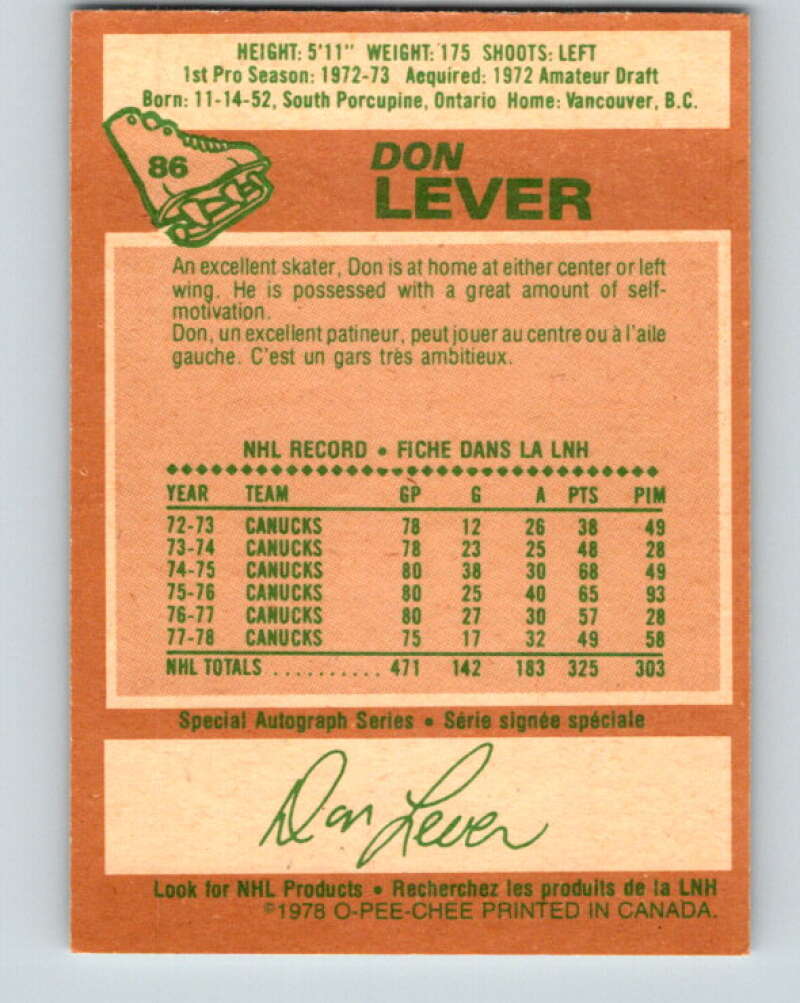 HEIGHT: 5'11" WEIGHT: 175 SHOOTS: LEFT
1st Pro Season: 1972-73 Acquired: 1972 Amateur Draft
Born: 11-14-52, South Porcupine, Ontario Home: Vancouver, B.C.
86
DON
LEVER
An excellent skater, Don is at home at either center or left
wing. He is possessed with a great amount of self-
motivation.
Don, un excellent patineur, peut jouer au centre ou à l'aile
gauche. C'est un gars très ambitieux.
NHL RECORD • FICHE DANS LA LNH
YEAR TEAM GP G A PTS PIM
72-73 CANUCKS 78 12 26 38 49
73-74 CANUCKS 78 23 25 48 28
74-75 CANUCKS 80 38 30 68 49
75-76 CANUCKS 80 25 40 65 93
76-77 CANUCKS 80 27 30 57 28
77-78 CANUCKS 75 17 32 49 58
NHL TOTALS .......... 471 142 183 325 303
Special Autograph Series • Série signée spéciale
Don Lever
Look for NHL Products • Recherchez les produits de la LNH
©1978 O-PEE-CHEE PRINTED IN CANADA.